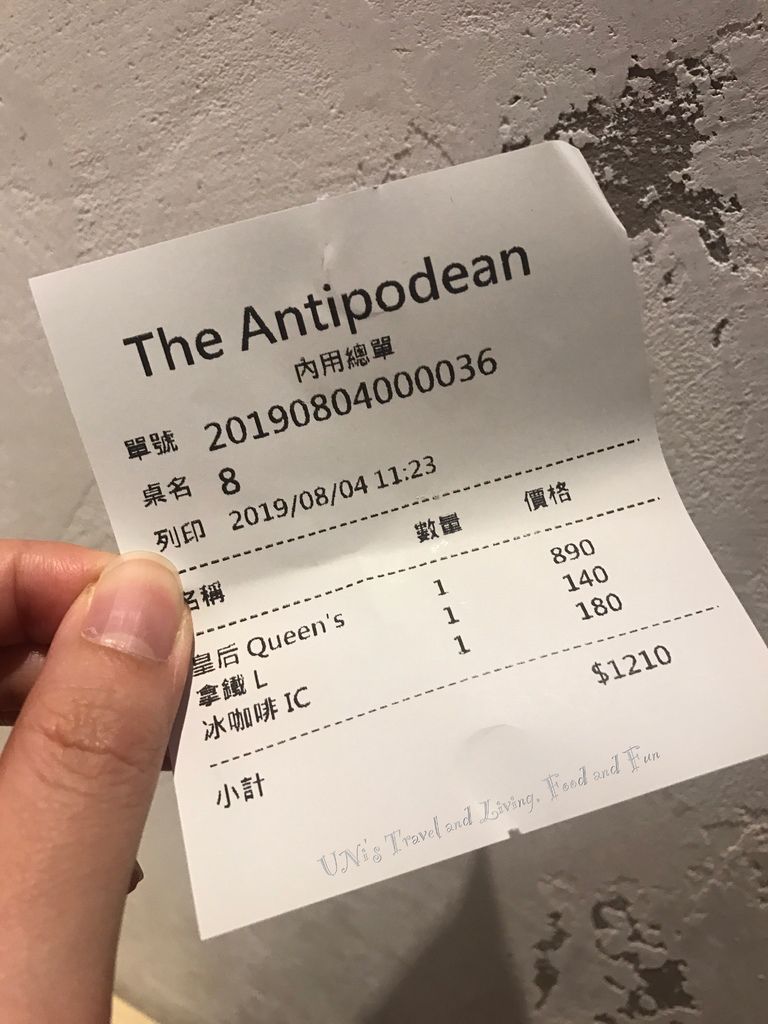 The Antipodean
內用總單
單號 20190804000036
桌名 8
列印 2019/08/04 11:23
名稱 數量 價格
皇后 Queen's 1 890
拿鐵 L 1 140
冰咖啡 IC 1 180
小計 $1210
UNi's Travel and Living, Food and Fun